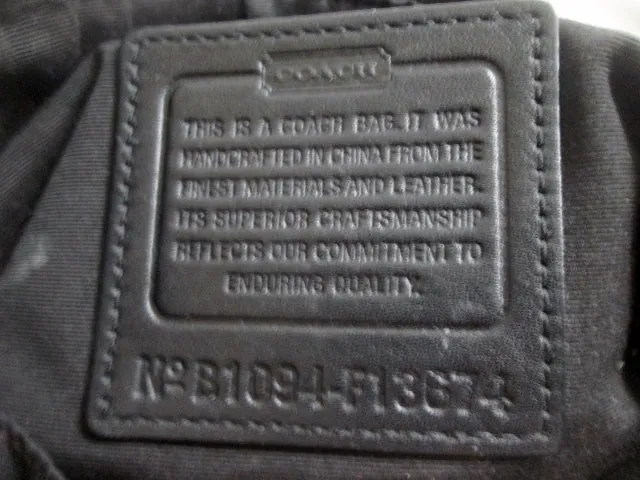 COACH
THIS IS A COACH BAG. IT WAS
HANDCRAFTED IN CHINA FROM THE
FINEST MATERIALS AND LEATHER.
ITS SUPERIOR CRAFTSMANSHIP
REFLECTS OUR COMMITMENT TO
ENDURING QUALITY.
Nº B1094-F13674